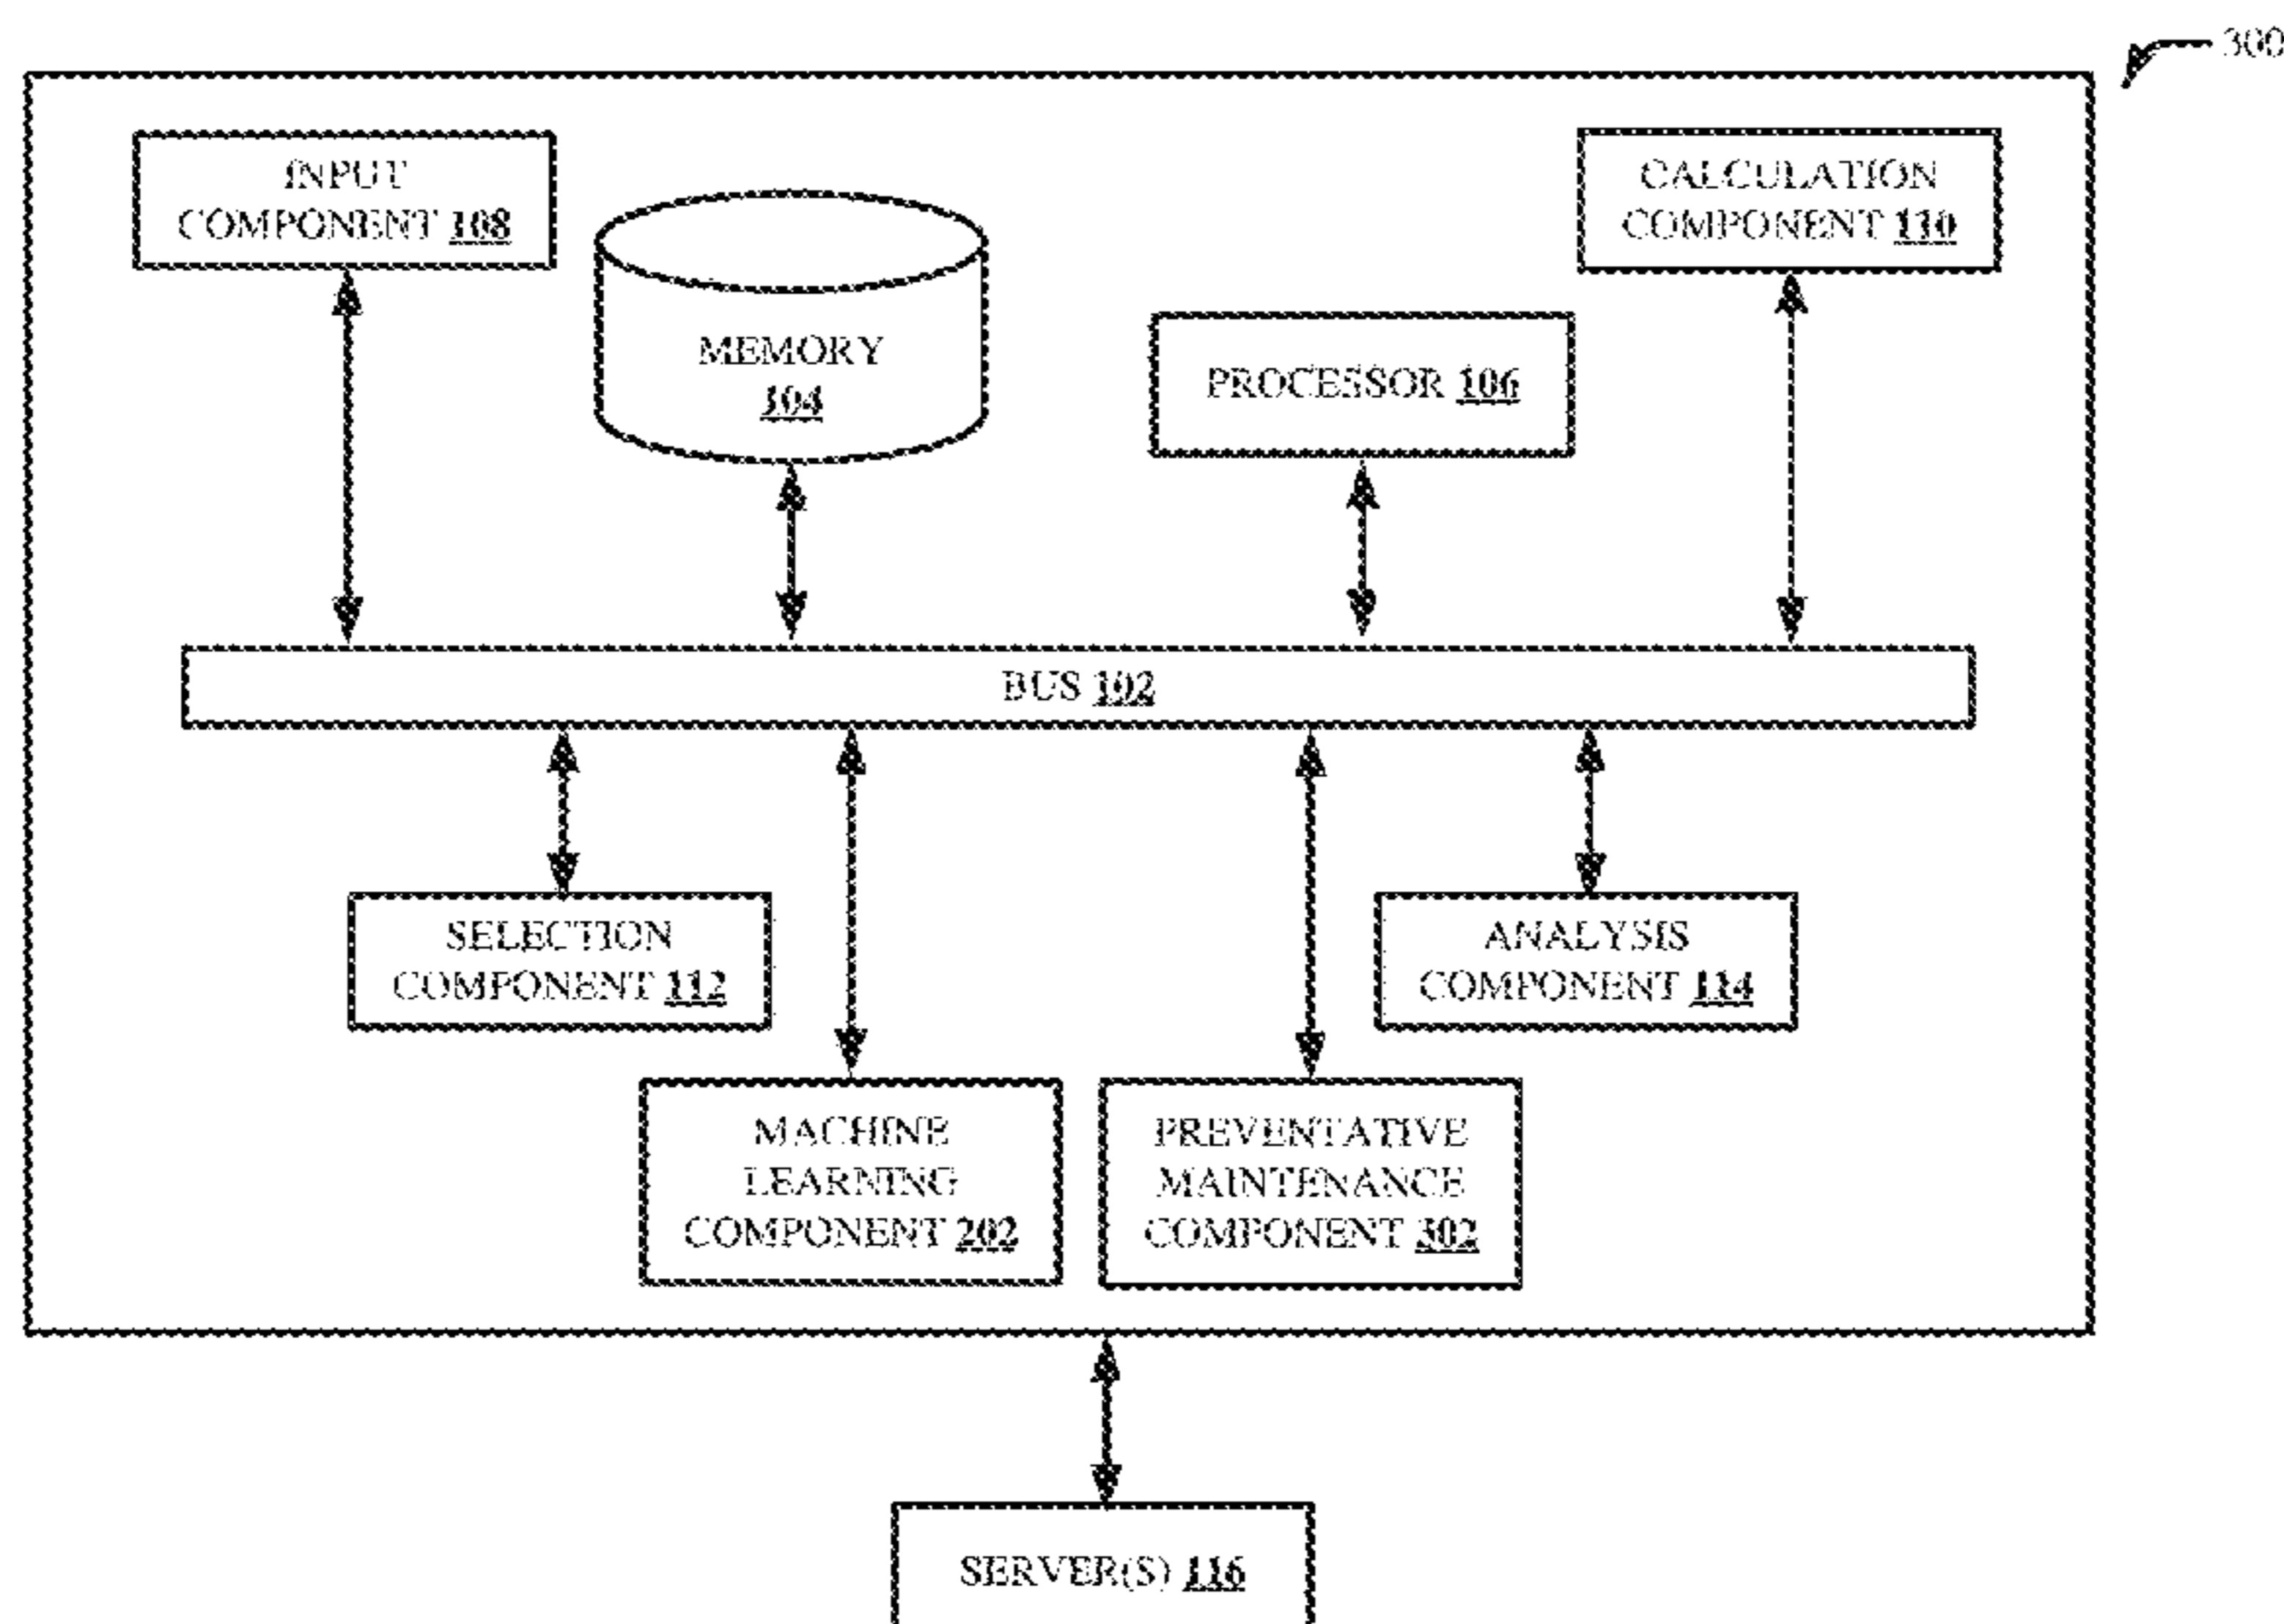 300
INPUT
COMPONENT 108
CALCULATION
COMPONENT 110
MEMORY
104
PROCESSOR 106
BUS 102
SELECTION
COMPONENT 112
ANALYSIS
COMPONENT 114
MACHINE
LEARNING
COMPONENT 202
PREVENTATIVE
MAINTENANCE
COMPONENT 302
SERVER(S) 116